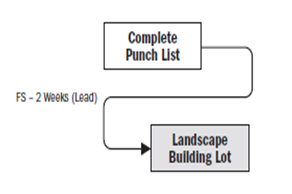 Complete
Punch List
FS – 2 Weeks (Lead)
Landscape
Building Lot